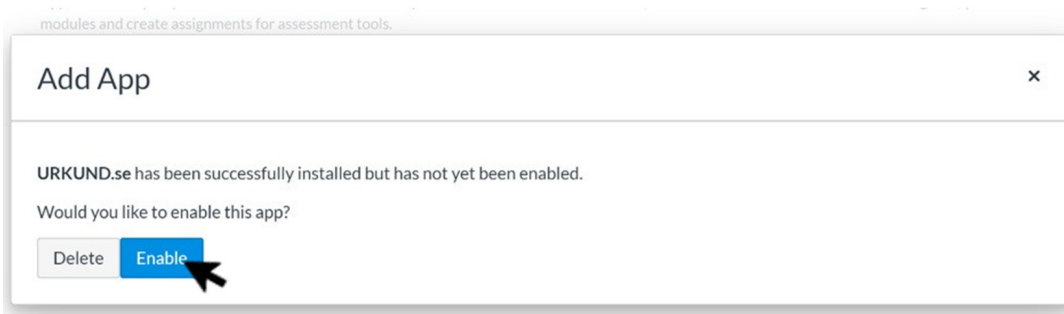 modules and create assignments for assessment tools.
Add App
×
URKUND.se has been successfully installed but has not yet been enabled.
Would you like to enable this app?
Delete Enable